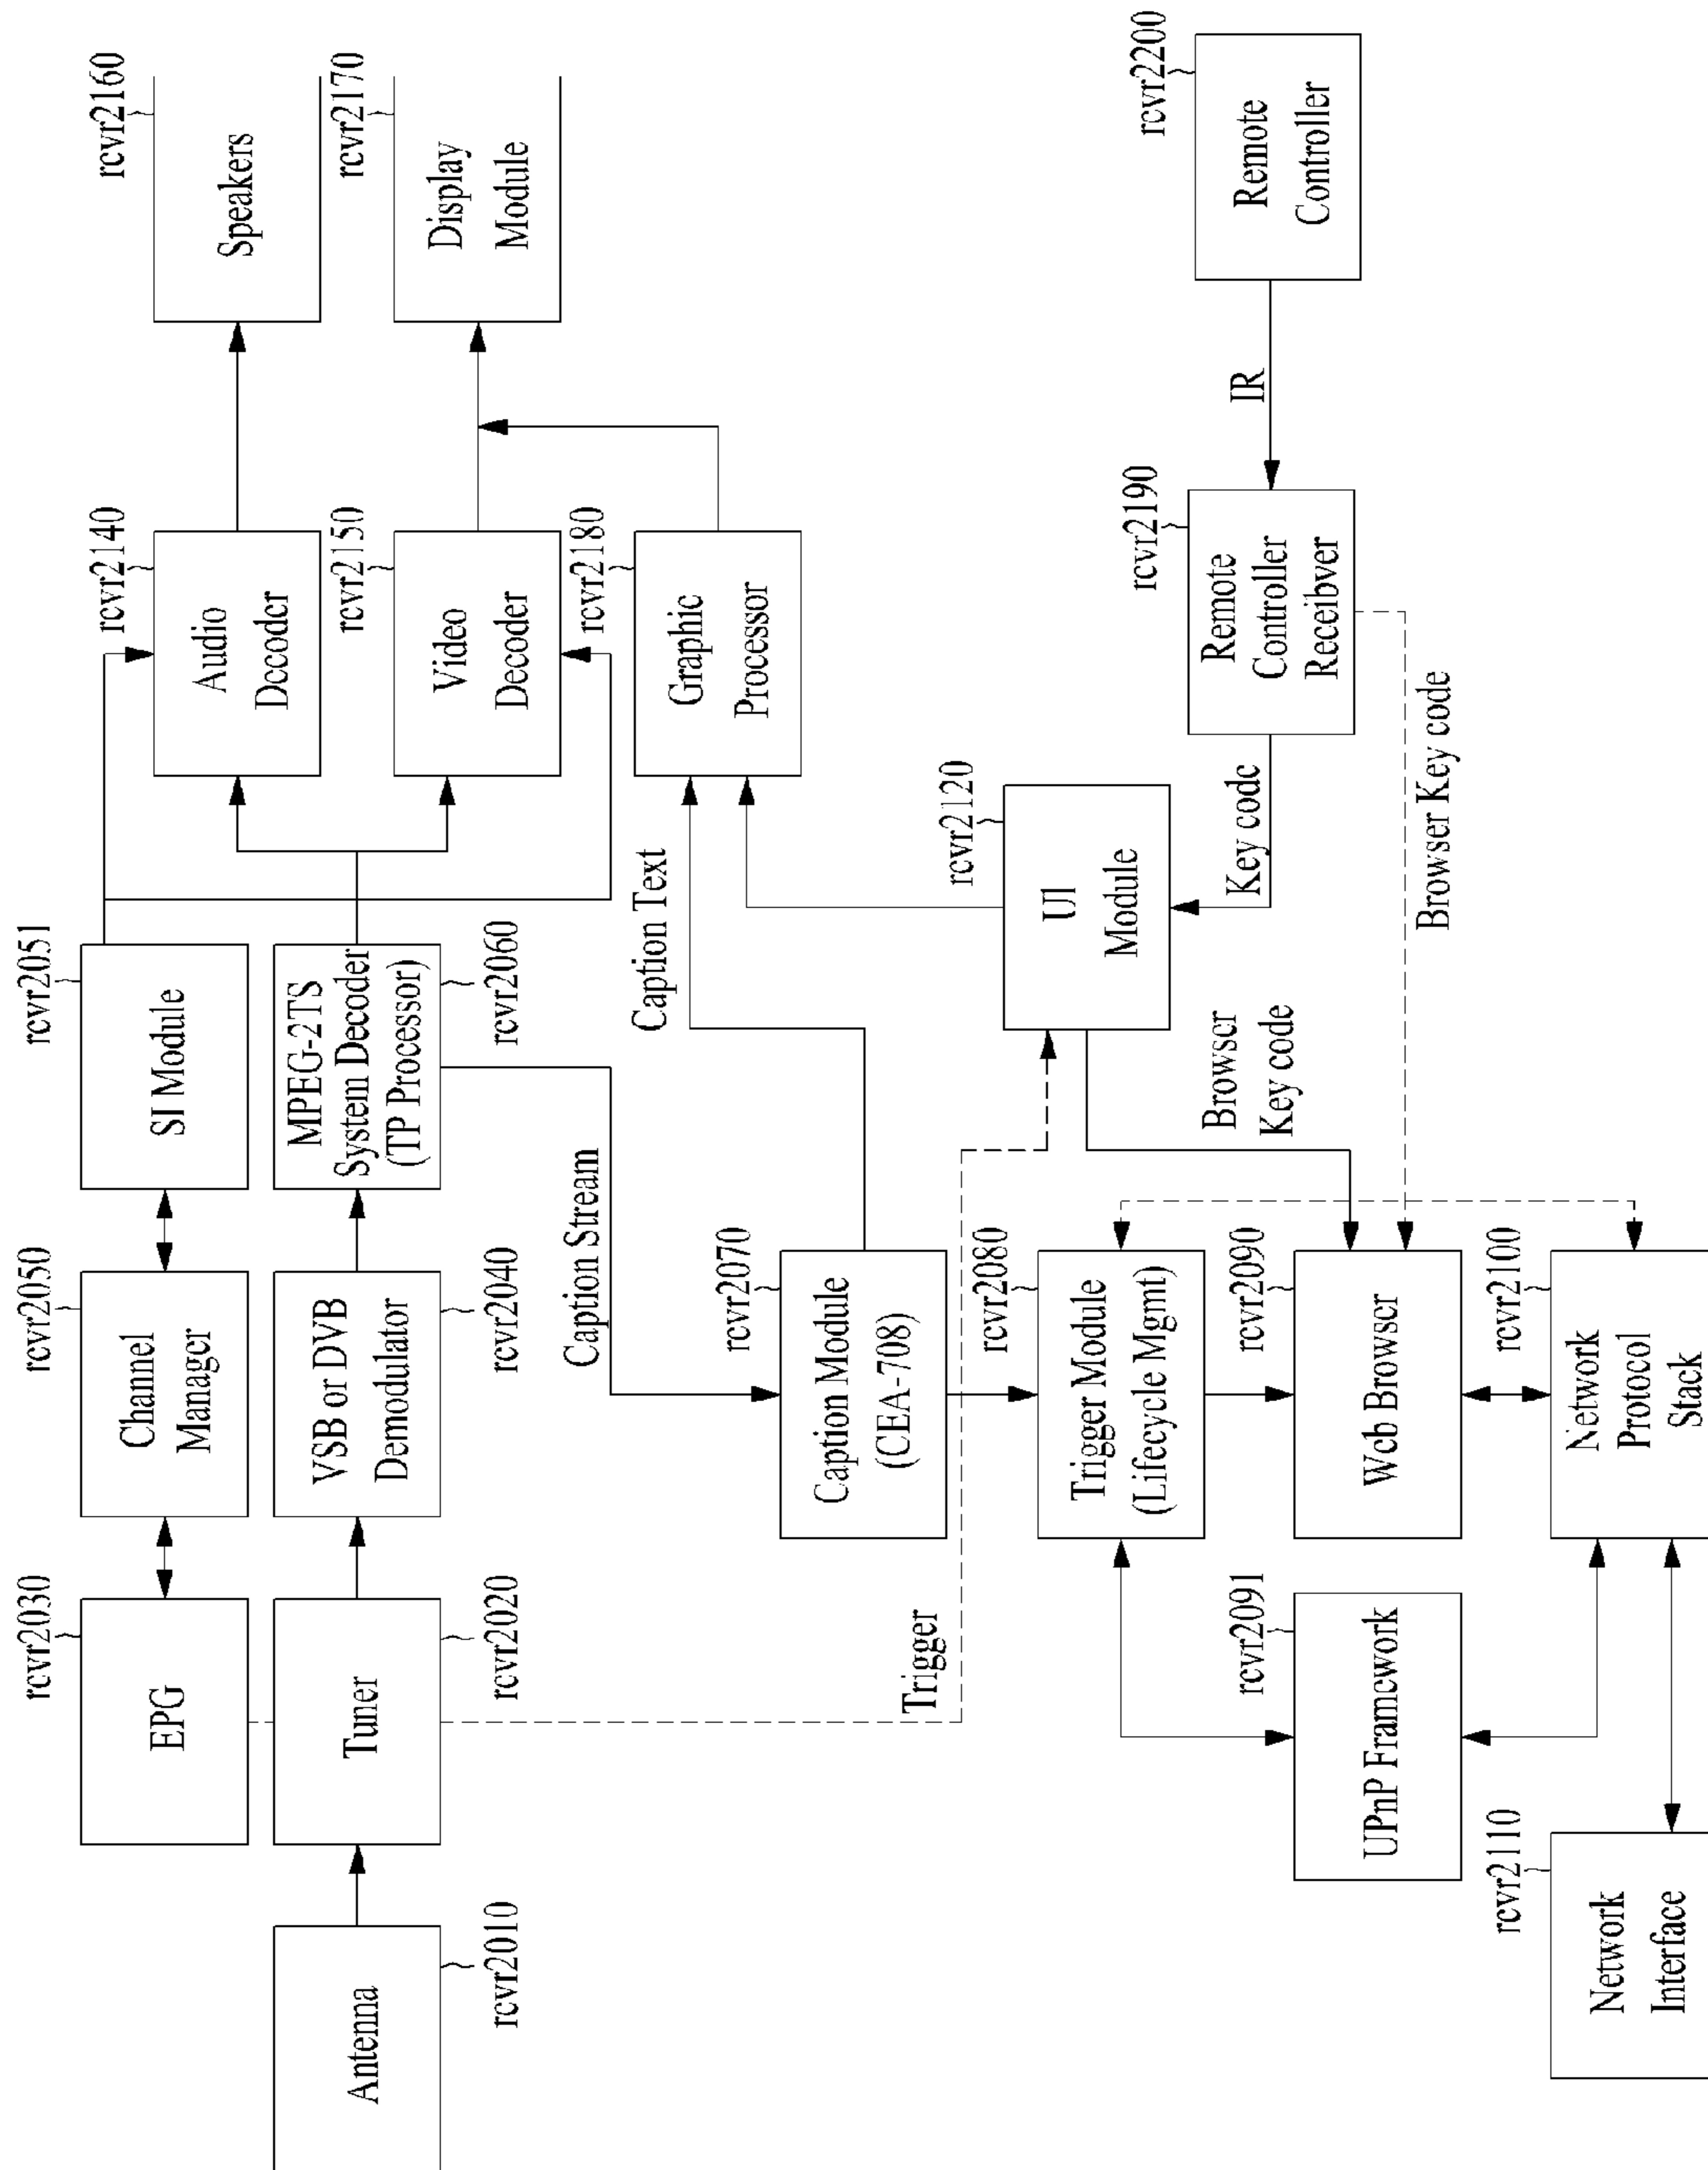 rcvr2030
EPG
rcvr2050
Channel
Manager
rcvr2051
SI Module
rcvr2140
Audio
Decoder
rcvr2160
Speakers
Antenna
rcvr2010
Tuner
rcvr2020
VSB or DVB
Demodulator
rcvr2040
MPEG-2TS
System Decoder
(TP Processor)
rcvr2060
rcvr2150
Video
Decoder
rcvr2170
Display
Module
Caption Stream
Caption Text
rcvr2180
Graphic
Processor
rcvr2070
Caption Module
(CEA-708)
Trigger
rcvr2120
UI
Module
rcvr2080
Trigger Module
(Lifecycle Mgmt)
Browser
Key code
Key code
rcvr2190
Remote
Controller
Receibver
IR
rcvr2200
Remote
Controller
rcvr2091
UPnP Framework
rcvr2090
Web Browser
Browser Key code
rcvr2110
Network
Interface
rcvr2100
Network
Protocol
Stack